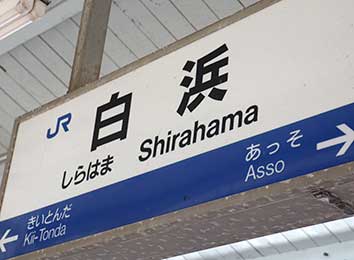 JR 白浜
しらはま Shirahama
あっそ
Asso →
きいとんだ
← Kii-Tonda